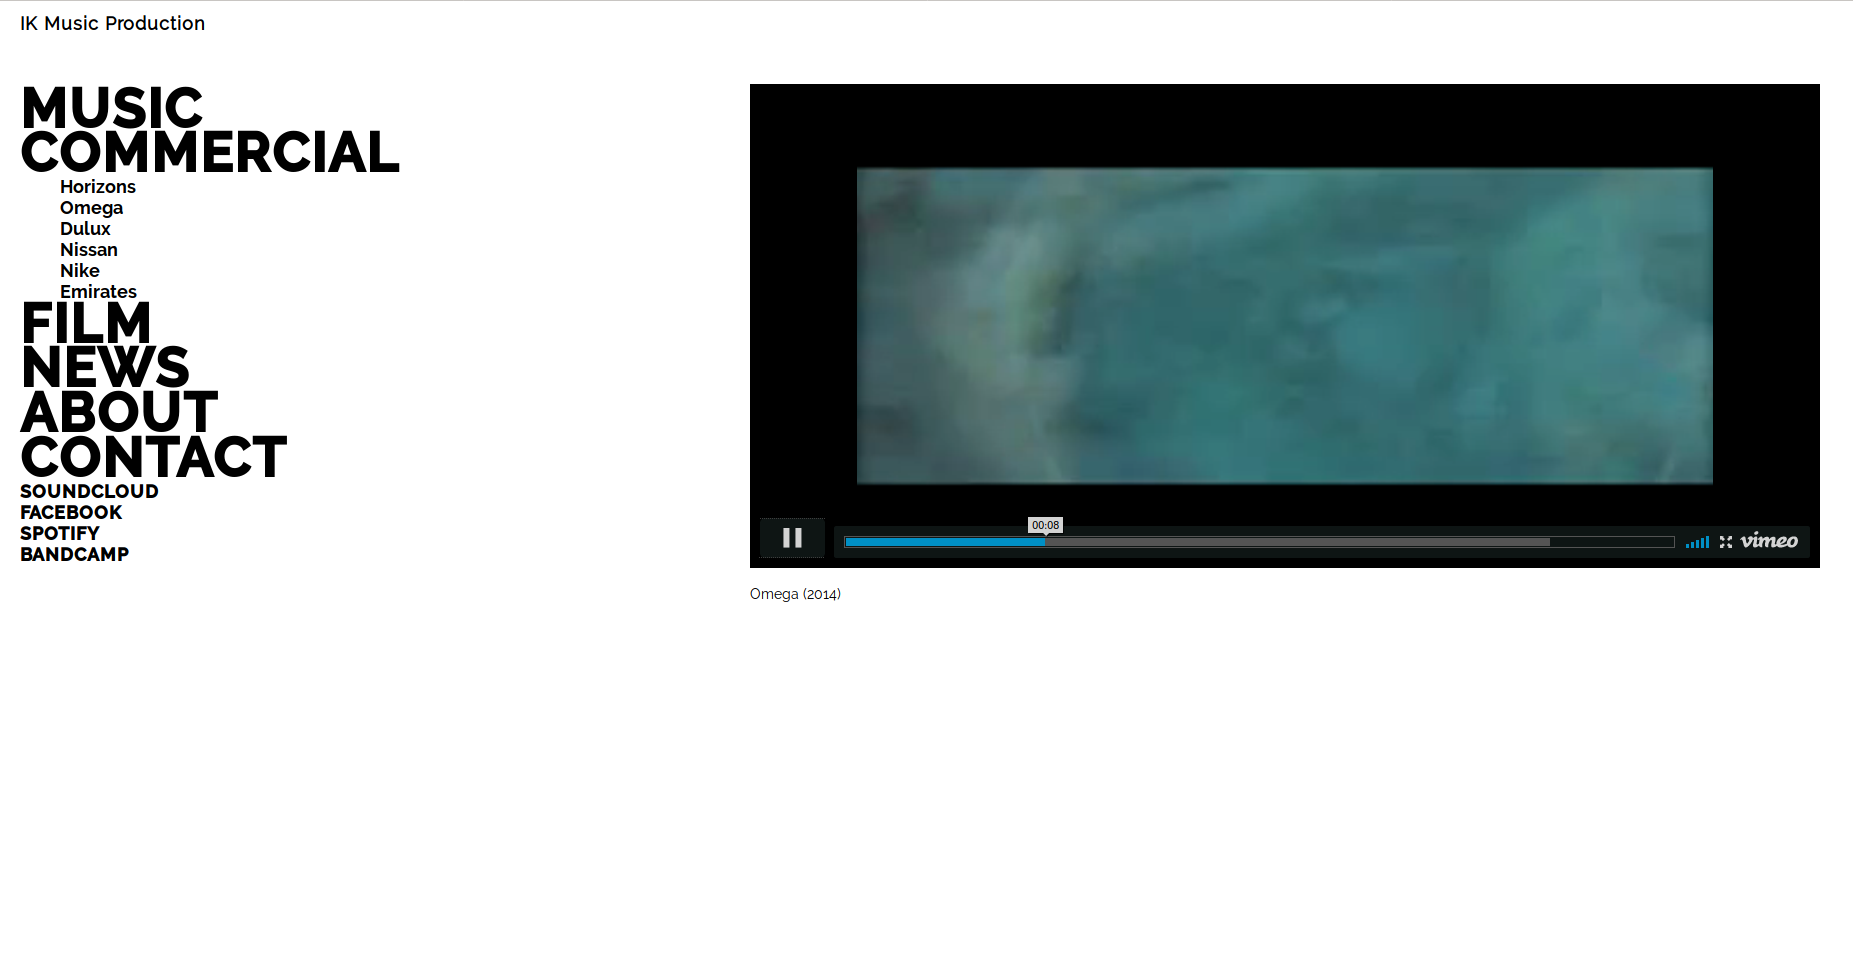 IK Music Production
MUSIC
COMMERCIAL
Horizons
Omega
Dulux
Nissan
Nike
Emirates
FILM
NEWS
ABOUT
CONTACT
SOUNDCLOUD
FACEBOOK
SPOTIFY
BANDCAMP
00:08
vimeo
Omega (2014)